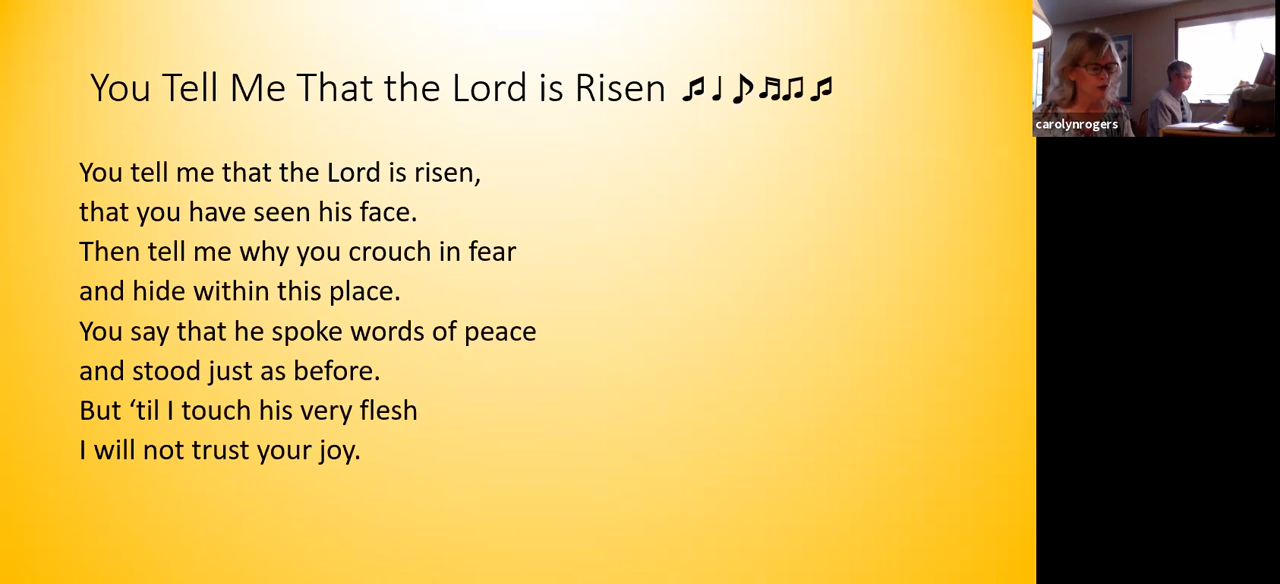 You Tell Me That the Lord is Risen ♫♩♪♬♫♫
carolynrogers
You tell me that the Lord is risen,
that you have seen his face.
Then tell me why you crouch in fear
and hide within this place.
You say that he spoke words of peace
and stood just as before.
But ‘til I touch his very flesh
I will not trust your joy.